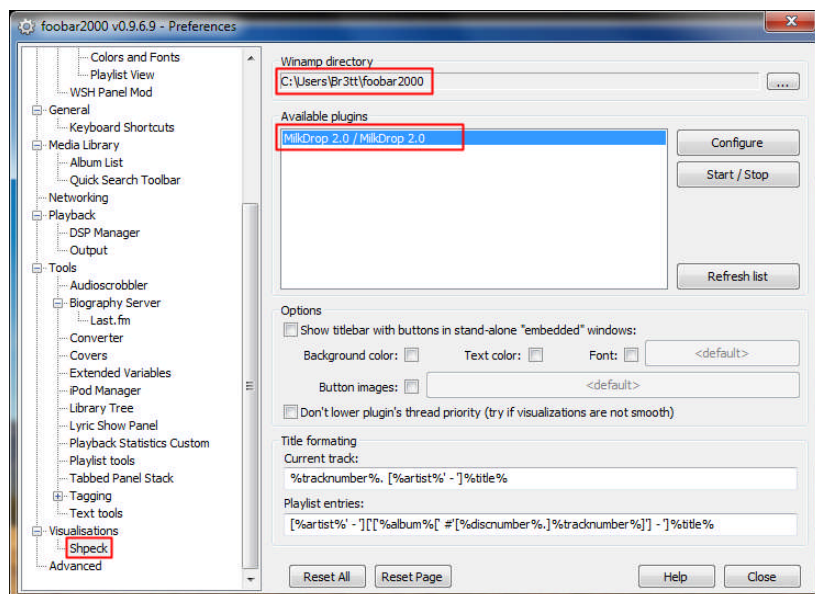 foobar2000 v0.9.6.9 - Preferences
x
Colors and Fonts
Playlist View
WSH Panel Mod
General
Keyboard Shortcuts
Media Library
Album List
Quick Search Toolbar
Networking
Playback
DSP Manager
Output
Tools
Audioscrobbler
Biography Server
Last.fm
Converter
Covers
Extended Variables
iPod Manager
Library Tree
Lyric Show Panel
Playback Statistics Custom
Playlist tools
Tabbed Panel Stack
Tagging
Text tools
Visualisations
Shpeck
Advanced
Winamp directory
C:\Users\Br3tt\foobar2000
...
Available plugins
MilkDrop 2.0 / MilkDrop 2.0
Configure
Start / Stop
Refresh list
Options
Show titlebar with buttons in stand-alone "embedded" windows:
Background color: Text color: Font: <default>
Button images: <default>
Don't lower plugin's thread priority (try if visualizations are not smooth)
Title formating
Current track:
%tracknumber%. [%artist%' - ']%title%
Playlist entries:
[%artist%' - ']['['%album%[' #'[%discnumber%.]%tracknumber%]'] - ']%title%
Reset All Reset Page Help Close